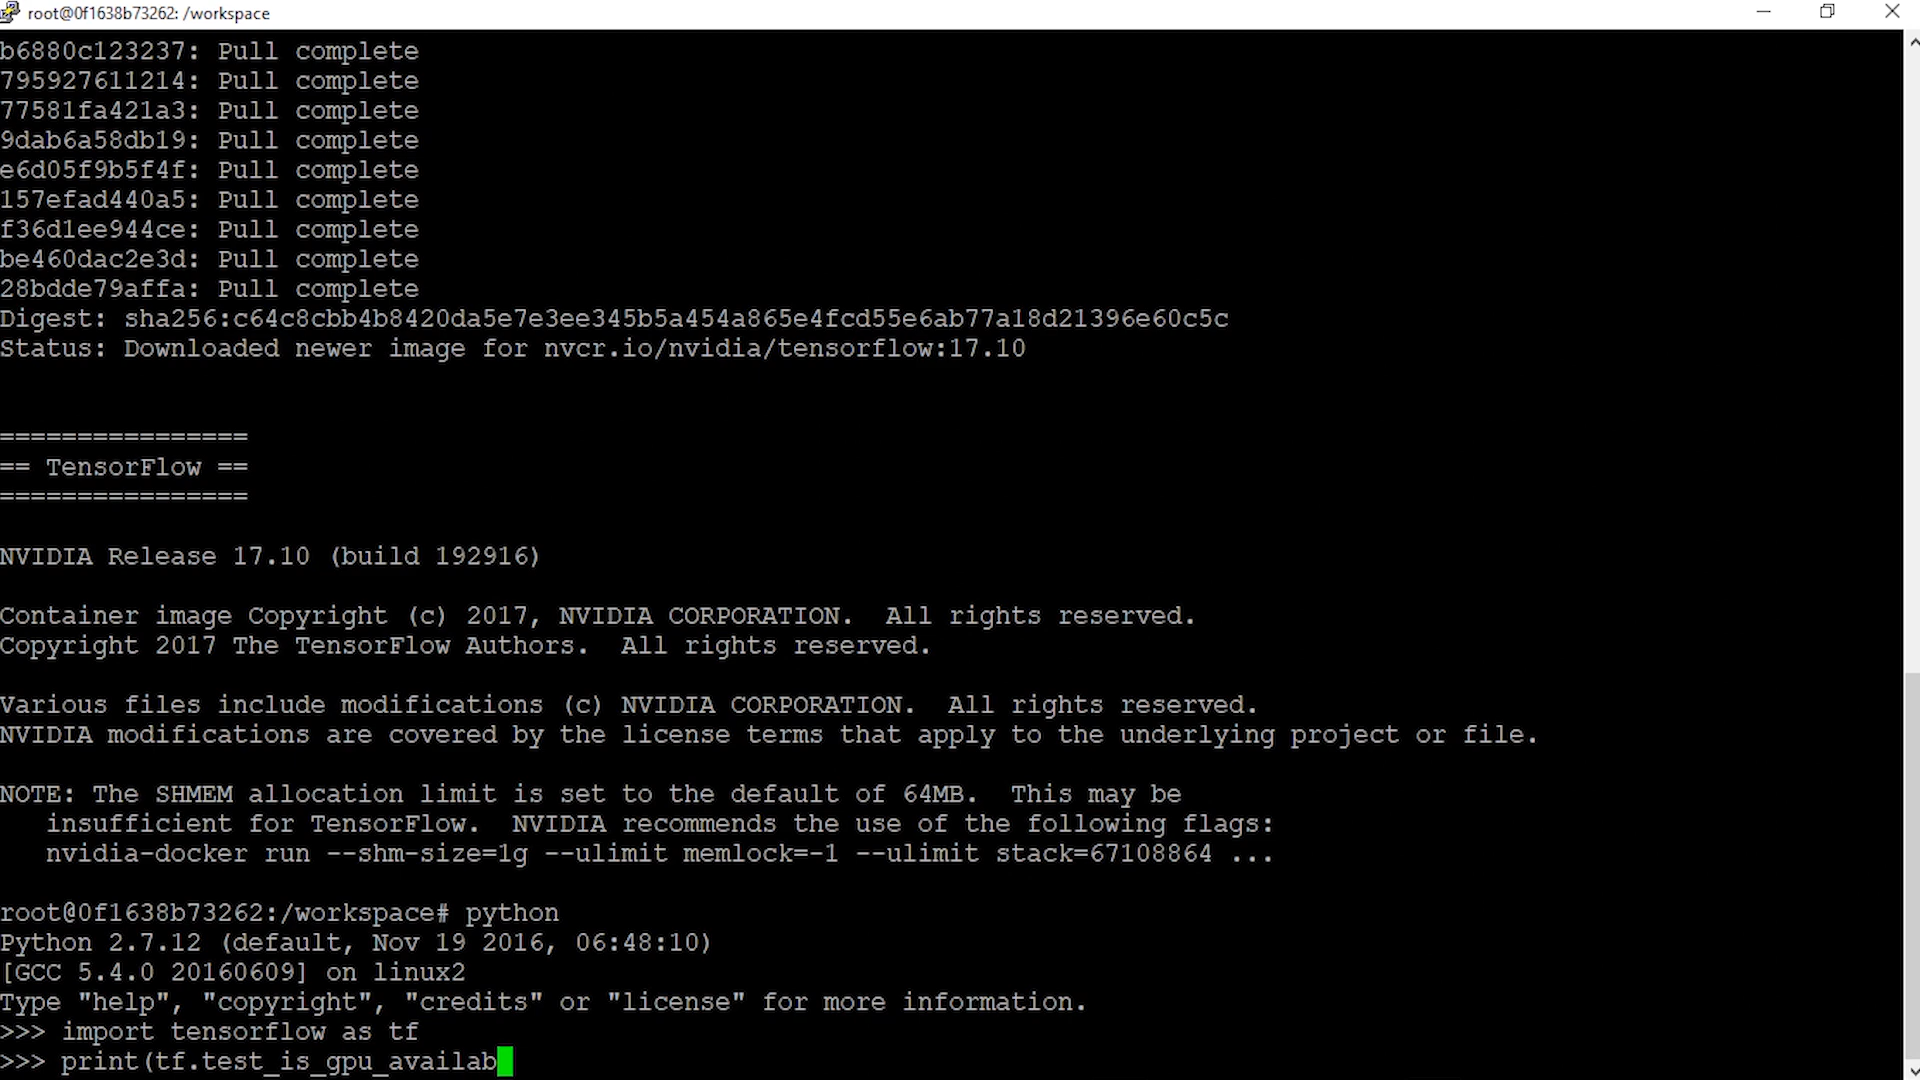 root@0f1638b73262: /workspace
b6880c123237: Pull complete
795927611214: Pull complete
77581fa421a3: Pull complete
9dab6a58db19: Pull complete
e6d05f9b5f4f: Pull complete
157efad440a5: Pull complete
f36d1ee944ce: Pull complete
be460dac2e3d: Pull complete
28bdde79affa: Pull complete
Digest: sha256:c64c8cbb4b8420da5e7e3ee345b5a454a865e4fcd55e6ab77a18d21396e60c5c
Status: Downloaded newer image for nvcr.io/nvidia/tensorflow:17.10
================
== TensorFlow ==
================
NVIDIA Release 17.10 (build 192916)
Container image Copyright (c) 2017, NVIDIA CORPORATION.  All rights reserved.
Copyright 2017 The TensorFlow Authors.  All rights reserved.
Various files include modifications (c) NVIDIA CORPORATION.  All rights reserved.
NVIDIA modifications are covered by the license terms that apply to the underlying project or file.
NOTE: The SHMEM allocation limit is set to the default of 64MB.  This may be
   insufficient for TensorFlow.  NVIDIA recommends the use of the following flags:
   nvidia-docker run --shm-size=1g --ulimit memlock=-1 --ulimit stack=67108864 ...
root@0f1638b73262:/workspace# python
Python 2.7.12 (default, Nov 19 2016, 06:48:10)
[GCC 5.4.0 20160609] on linux2
Type "help", "copyright", "credits" or "license" for more information.
>>> import tensorflow as tf
>>> print(tf.test_is_gpu_availab